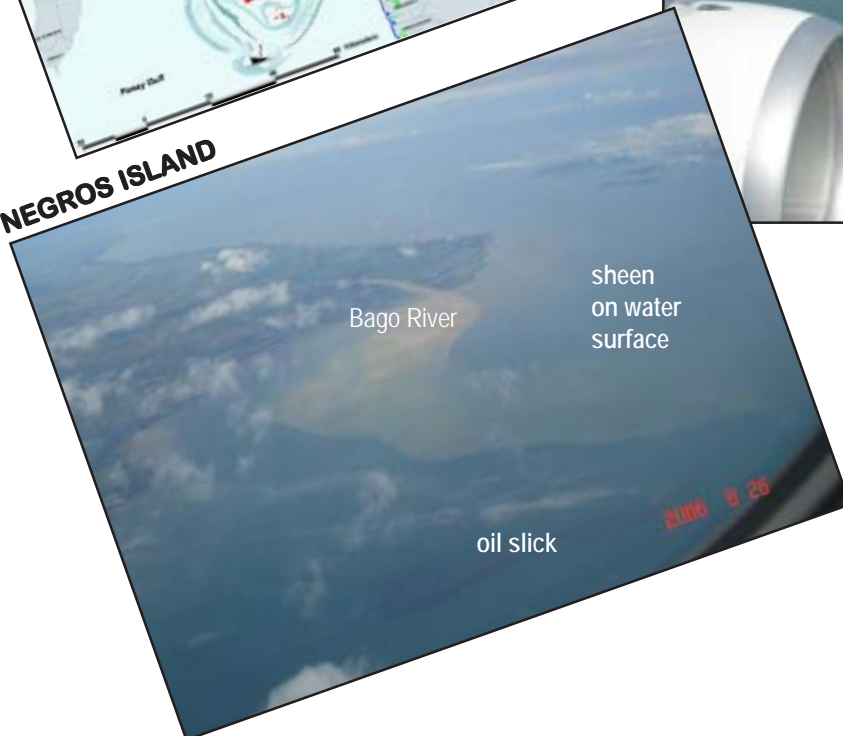 Panay Gulf
NEGROS ISLAND
Bago River
sheen
on water
surface
oil slick
2006 8 26